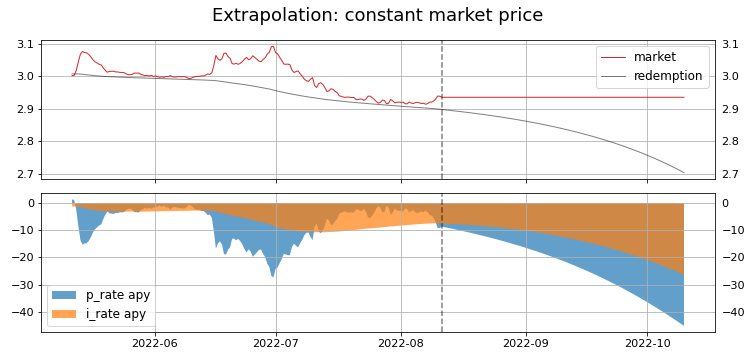 Extrapolation: constant market price
3.1 3.1
market
redemption
3.0 3.0
2.9 2.9
2.8 2.8
2.7 2.7
0 0
−10 −10
−20 −20
−30 −30
p_rate apy
i_rate apy
−40 −40
2022-06 2022-07 2022-08 2022-09 2022-10